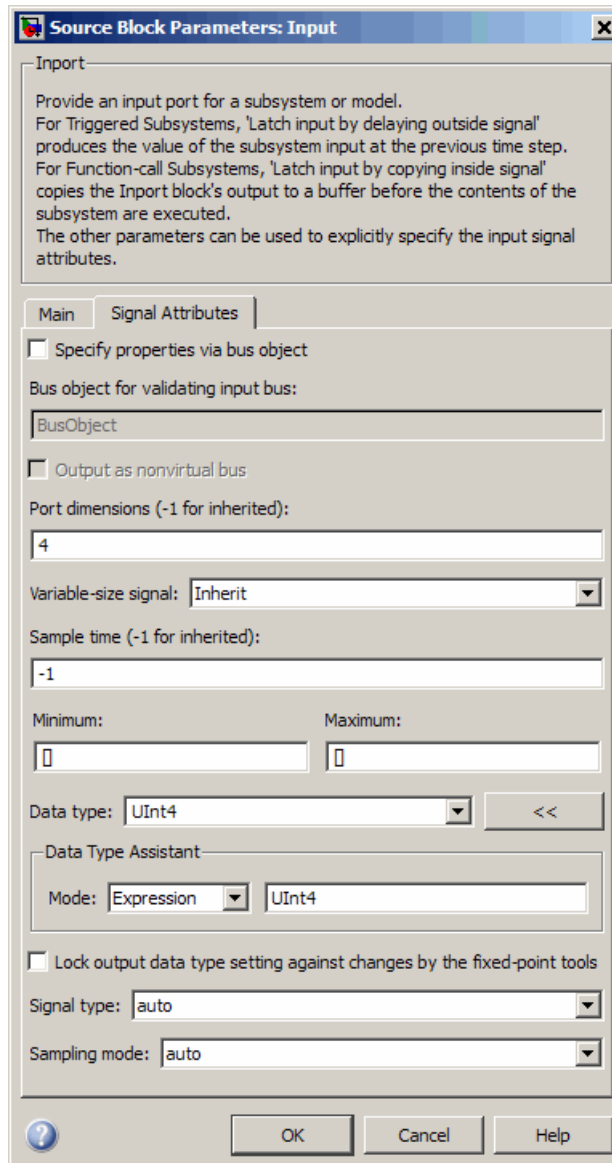 Source Block Parameters: Input
Inport
Provide an input port for a subsystem or model.
For Triggered Subsystems, 'Latch input by delaying outside signal'
produces the value of the subsystem input at the previous time step.
For Function-call Subsystems, 'Latch input by copying inside signal'
copies the Inport block's output to a buffer before the contents of the
subsystem are executed.
The other parameters can be used to explicitly specify the input signal
attributes.
Main Signal Attributes
Specify properties via bus object
Bus object for validating input bus:
BusObject
Output as nonvirtual bus
Port dimensions (-1 for inherited):
4
Variable-size signal: Inherit
Sample time (-1 for inherited):
-1
Minimum: Maximum:
[] []
Data type: UInt4 <<
Data Type Assistant
Mode: Expression UInt4
Lock output data type setting against changes by the fixed-point tools
Signal type: auto
Sampling mode: auto
? OK Cancel Help